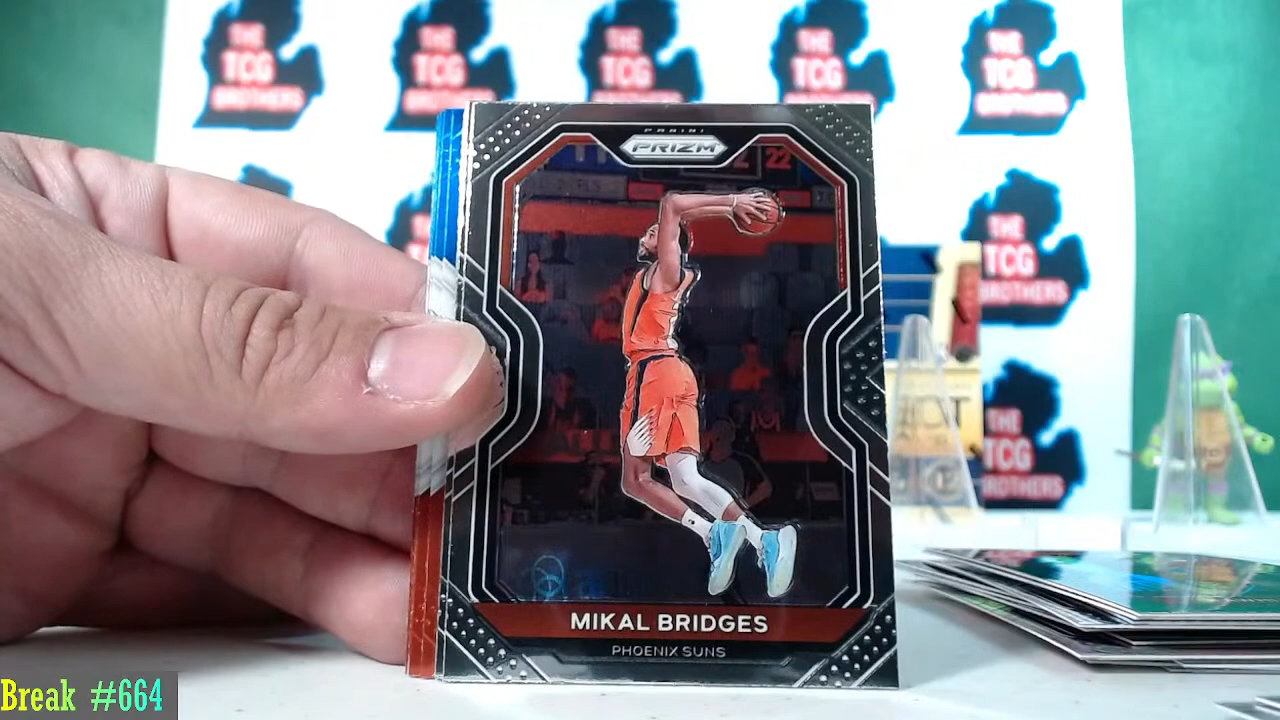 THE
TCG
BROTHERS
THE
TCG
BROTHERS
THE
TCG
BROTHERS
THE
TCG
BROTHERS
THE
TCG
BROTHERS
PANINI
PRIZM
22
THE
TCG
BROTHERS
THE
TCG
BROTHERS
MIKAL BRIDGES
PHOENIX SUNS
Break #664